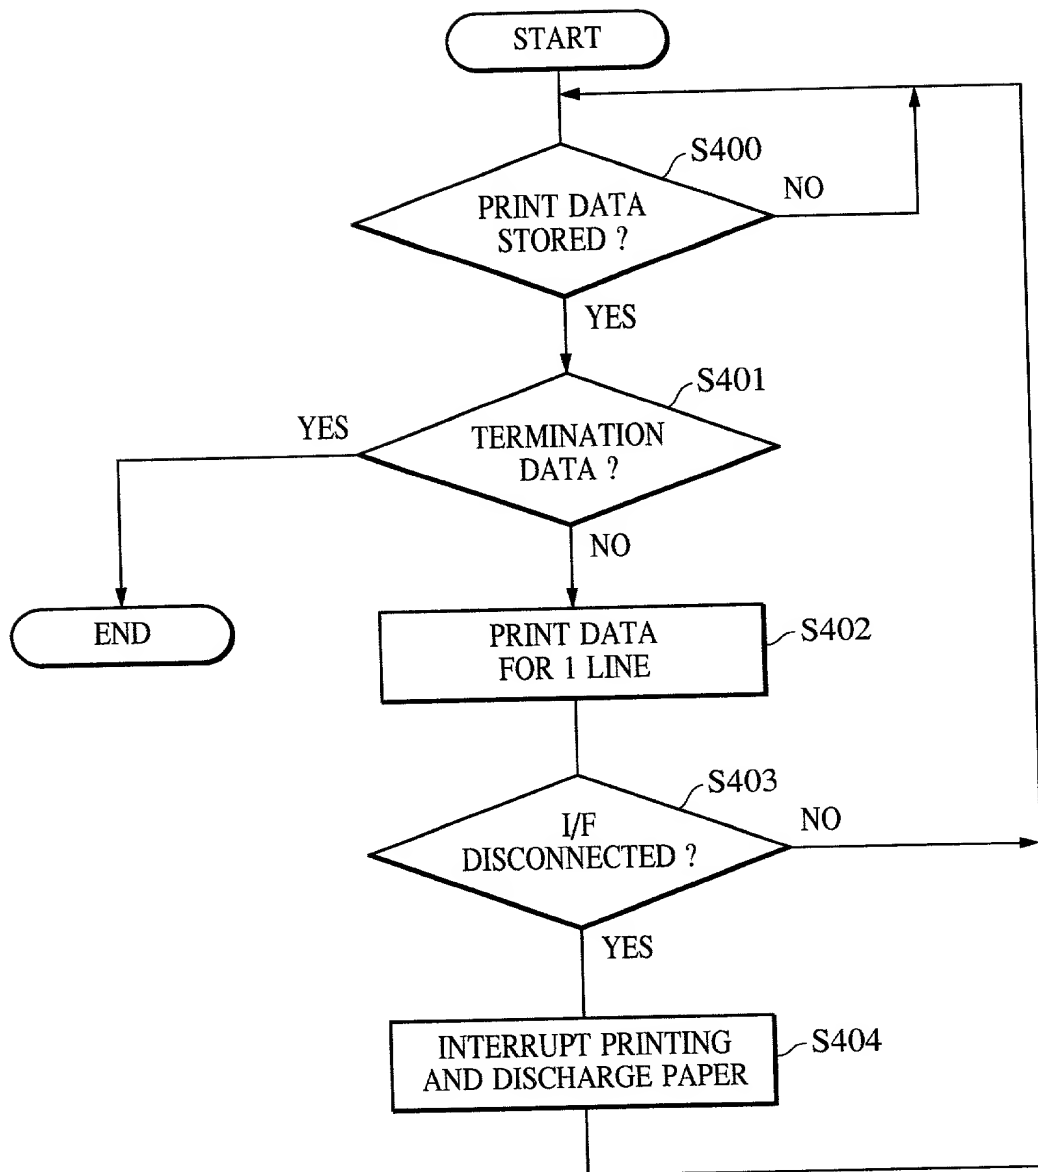 START
S400
PRINT DATA
STORED ?
NO
YES
S401
YES
TERMINATION
DATA ?
NO
END
PRINT DATA
FOR 1 LINE
S402
S403
I/F
DISCONNECTED ?
NO
YES
INTERRUPT PRINTING
AND DISCHARGE PAPER
S404